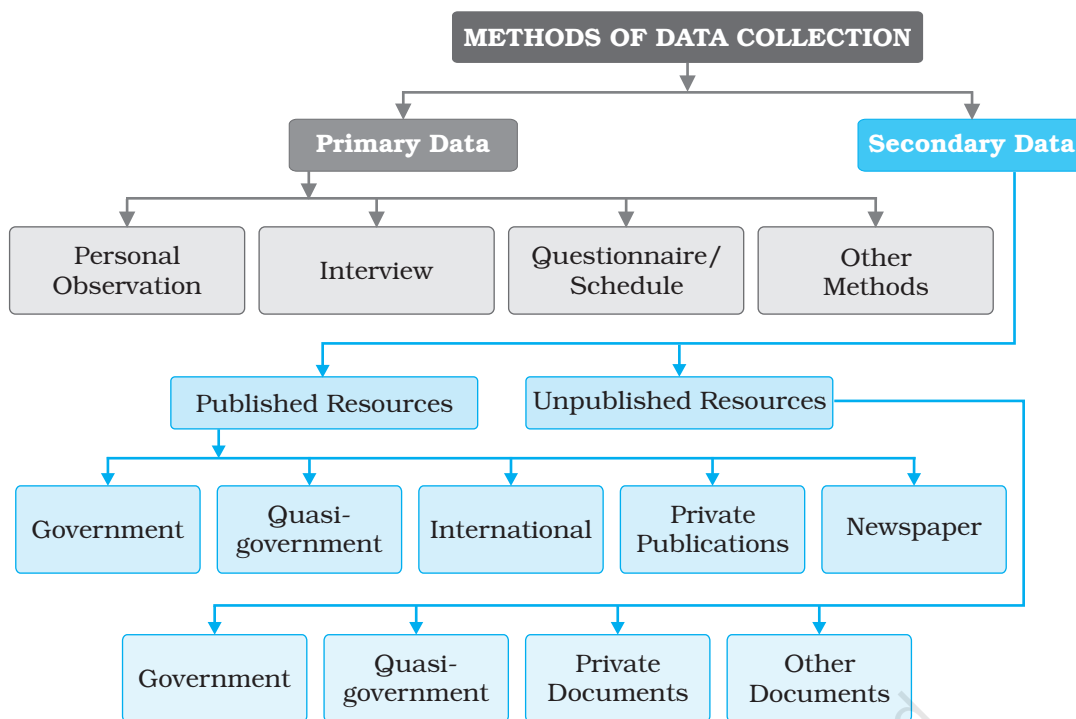 METHODS OF DATA COLLECTION
Primary Data
Secondary Data
Personal
Observation
Interview
Questionnaire/
Schedule
Other
Methods
Published Resources
Unpublished Resources
Government
Quasi-
government
International
Private
Publications
Newspaper
Government
Quasi-
government
Private
Documents
Other
Documents